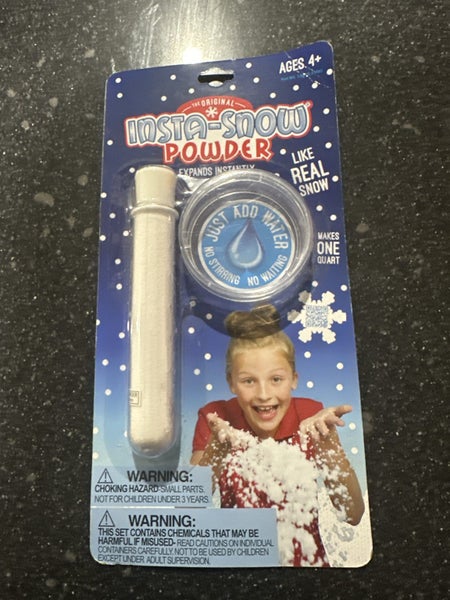 AGES 4+
THE ORIGINAL
INSTA-SNOW
POWDER
EXPANDS INSTANTLY
LIKE
REAL
SNOW
JUST ADD WATER
NO STIRRING NO WAITING
MAKES
ONE
QUART
WARNING:
CHOKING HAZARD-SMALL PARTS.
NOT FOR CHILDREN UNDER 3 YEARS.
WARNING:
THIS SET CONTAINS CHEMICALS THAT MAY BE
HARMFUL IF MISUSED- READ CAUTIONS ON INDIVIDUAL
CONTAINERS CAREFULLY. NOT TO BE USED BY CHILDREN
EXCEPT UNDER ADULT SUPERVISION.